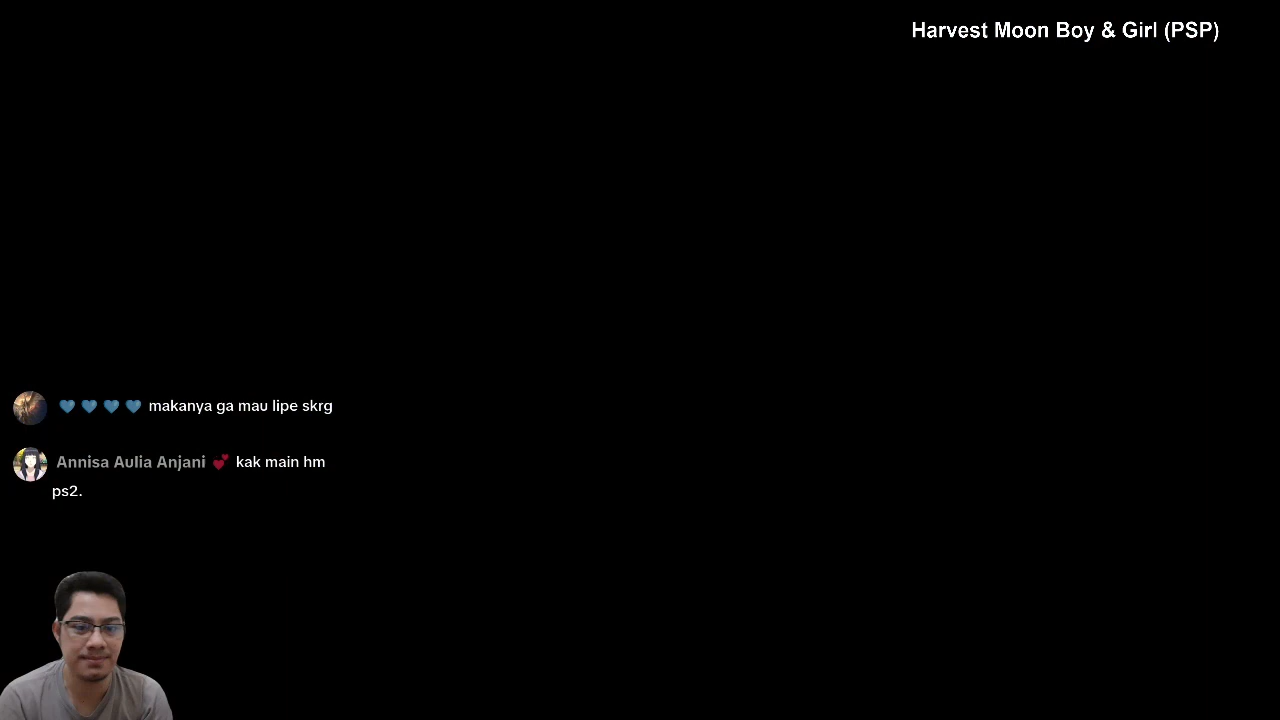 Harvest Moon Boy & Girl (PSP)
💙 💙 💙 💙 makanya ga mau lipe skrg
Annisa Aulia Anjani 💕 kak main hm
ps2.